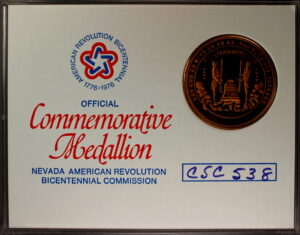 AMERICAN REVOLUTION BICENTENNIAL
1776-1976
OFFICIAL
Commemorative
Medallion
NEVADA AMERICAN REVOLUTION
BICENTENNIAL COMMISSION
CSC 538